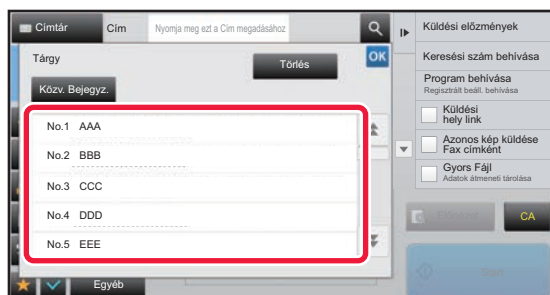 Címtár
Cím
Nyomja meg ezt a Cím megadásához
Tárgy
Törlés
OK
Közv. Bejegyz.
No.1 AAA
No.2 BBB
No.3 CCC
No.4 DDD
No.5 EEE
Egyéb
Küldési előzmények
Keresési szám behívása
Program behívása
Regisztrált beáll. behívása
Küldési
hely link
Azonos kép küldése
Fax címként
Gyors Fájl
Adatok átmeneti tárolása
CA